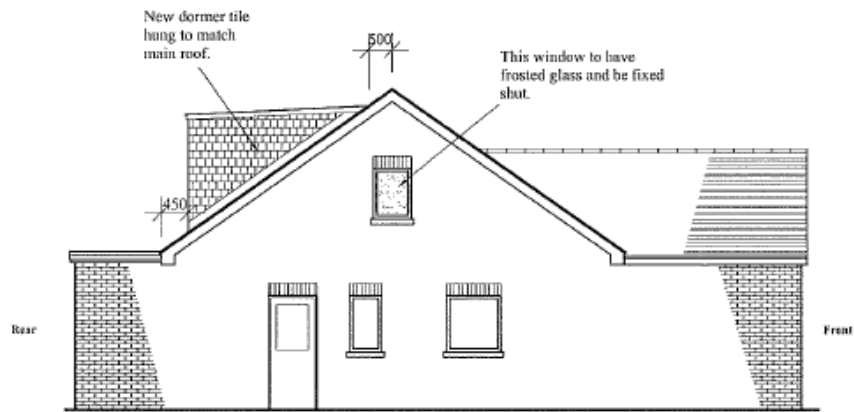 New dormer tile
hung to match
main roof.
500
This window to have
frosted glass and be fixed
shut.
450
Rear
Front